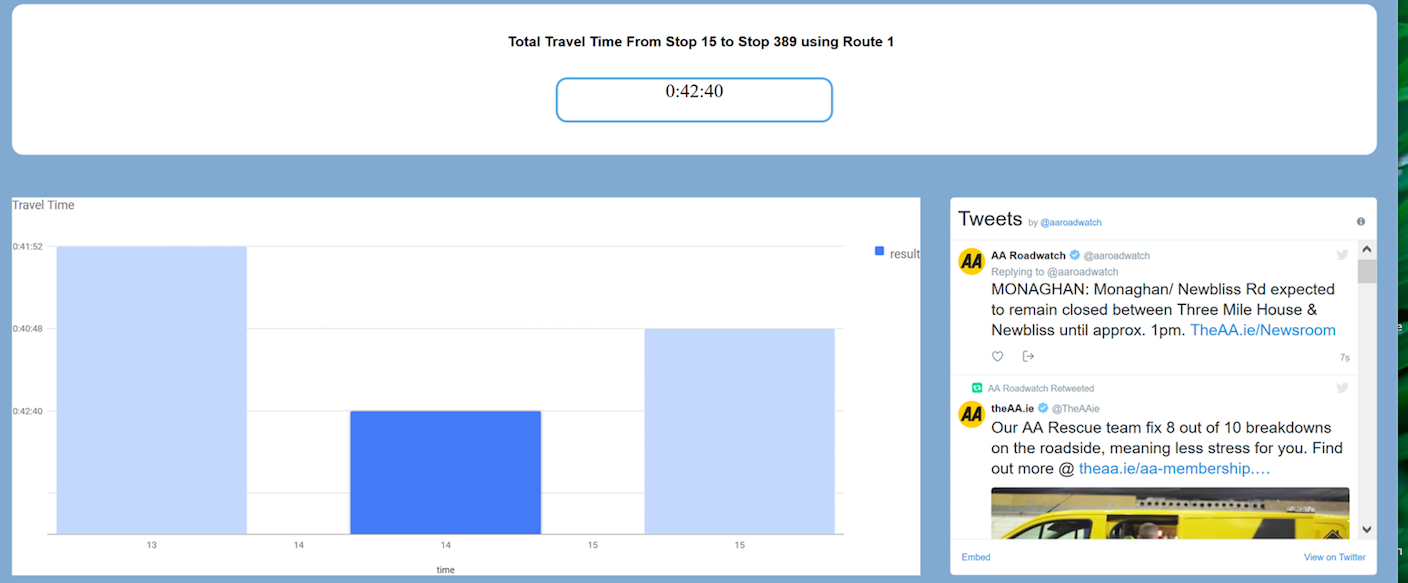 Total Travel Time From Stop 15 to Stop 389 using Route 1
0:42:40
Travel Time
0:41:52
0:40:48
0:42:40
result
13
14
14
15
15
time
Tweets by @aaroadwatch
AA
AA Roadwatch @aaroadwatch
Replying to @aaroadwatch
MONAGHAN: Monaghan/ Newbliss Rd expected
to remain closed between Three Mile House &
Newbliss until approx. 1pm. TheAA.ie/Newsroom
7s
AA Roadwatch Retweeted
AA
theAA.ie @TheAAie
Our AA Rescue team fix 8 out of 10 breakdowns
on the roadside, meaning less stress for you. Find
out more @ theaa.ie/aa-membership.…
Embed
View on Twitter